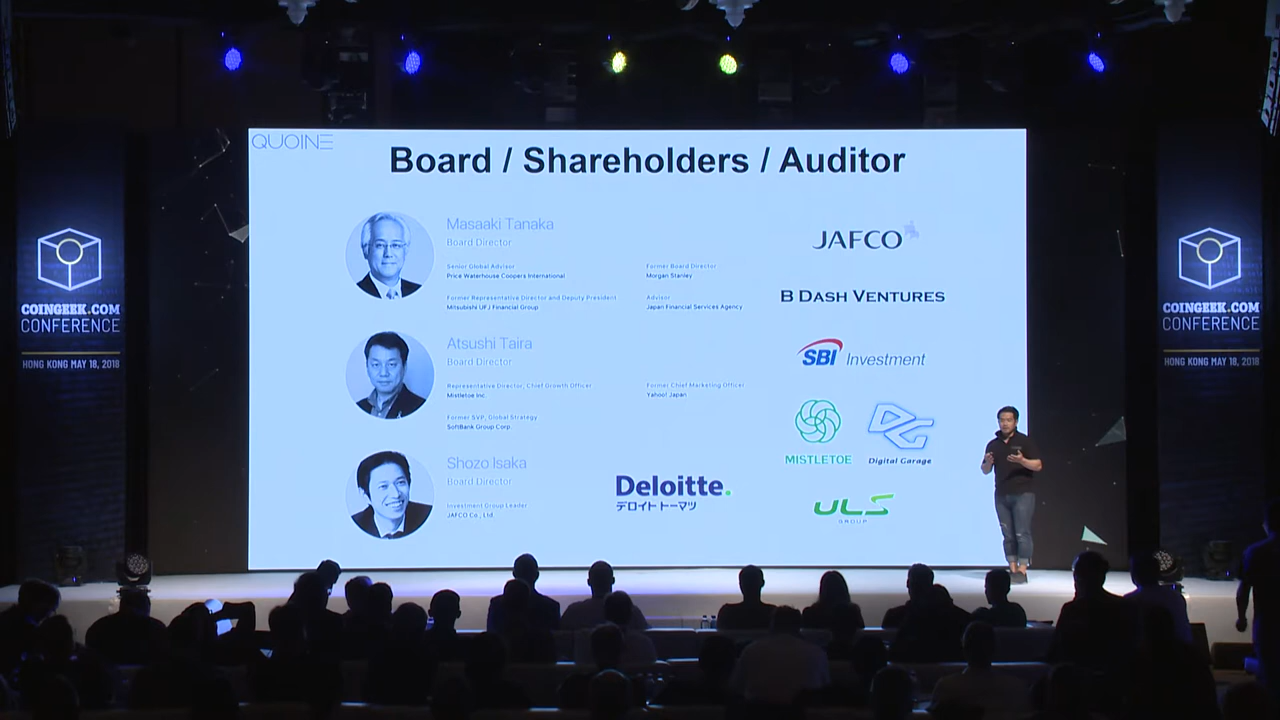 QUOINE
Board / Shareholders / Auditor
Masaaki Tanaka
Board Director
Senior Global Advisor
Price Waterhouse Coopers International
Former Board Director
Morgan Stanley
Former Representative Director and Deputy President
Mitsubishi UFJ Financial Group
Advisor
Japan Financial Services Agency
Atsushi Taira
Board Director
Representative Director, Chief Growth Officer
Mistletoe Inc.
Former Chief Marketing Officer
Yahoo! Japan
Former SVP, Global Strategy
SoftBank Group Corp.
Shozo Isaka
Board Director
Investment Group Leader
JAFCO Co., Ltd.
Deloitte.
デロイト トーマツ
JAFCO
B DASH VENTURES
SBI Investment
MISTLETOE
DG
Digital Garage
ULS
GROUP
COINGEEK.COM
CONFERENCE
HONG KONG MAY 18, 2018
COINGEEK.COM
CONFERENCE
HONG KONG MAY 18, 2018